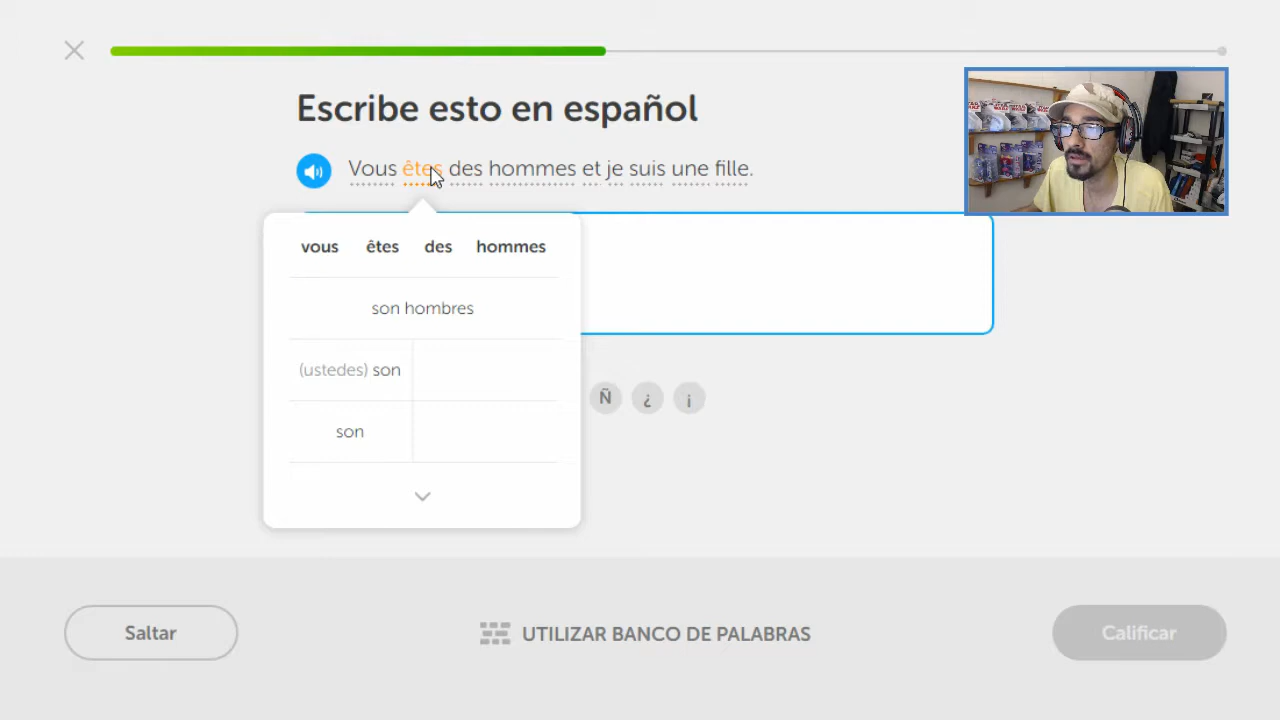 Escribe esto en español
Vous êtes des hommes et je suis une fille.
vous êtes des hommes
son hombres
(ustedes) son
son
Ñ ¿ ¡
Saltar
UTILIZAR BANCO DE PALABRAS
Calificar